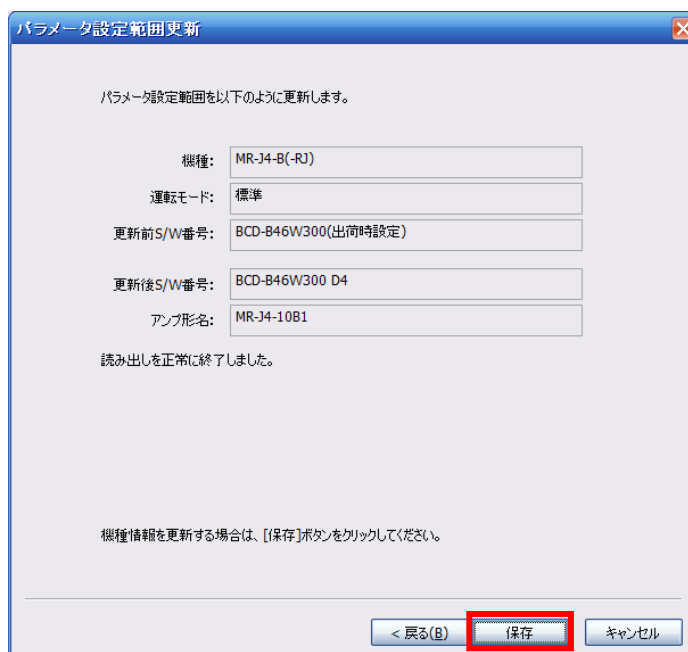 パラメータ設定範囲更新
パラメータ設定範囲を以下のように更新します。
機種: MR-J4-B(-RJ)
運転モード: 標準
更新前S/W番号: BCD-B46W300(出荷時設定)
更新後S/W番号: BCD-B46W300 D4
アンプ形名: MR-J4-10B1
読み出しを正常に終了しました。
機種情報を更新する場合は、[保存]ボタンをクリックしてください。
< 戻る(B) 保存 キャンセル